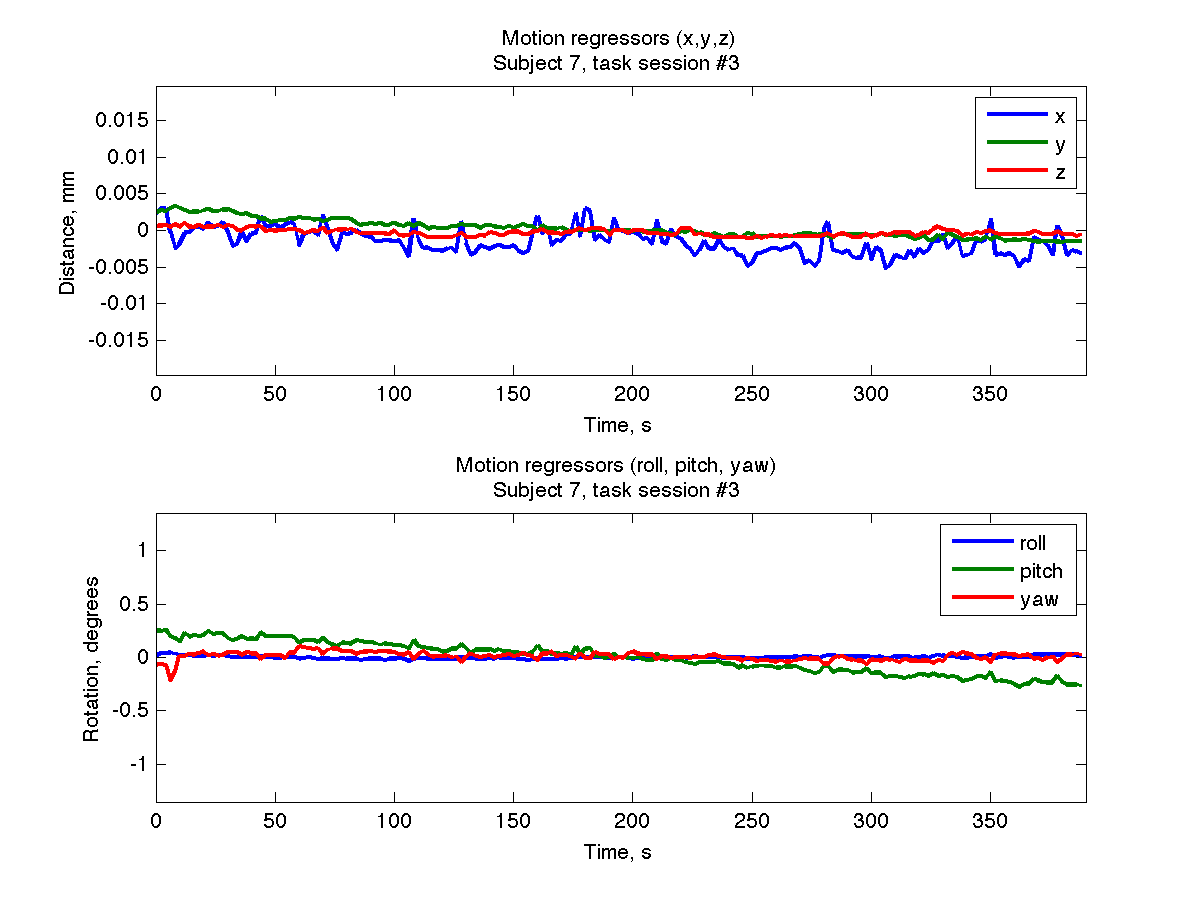 Motion regressors (x,y,z)
Subject 7, task session #3
0.015
0.01
0.005
0
-0.005
-0.01
-0.015
Distance, mm
x
y
z
0 50 100 150 200 250 300 350
Time, s
Motion regressors (roll, pitch, yaw)
Subject 7, task session #3
1
0.5
0
-0.5
-1
Rotation, degrees
roll
pitch
yaw
0 50 100 150 200 250 300 350
Time, s